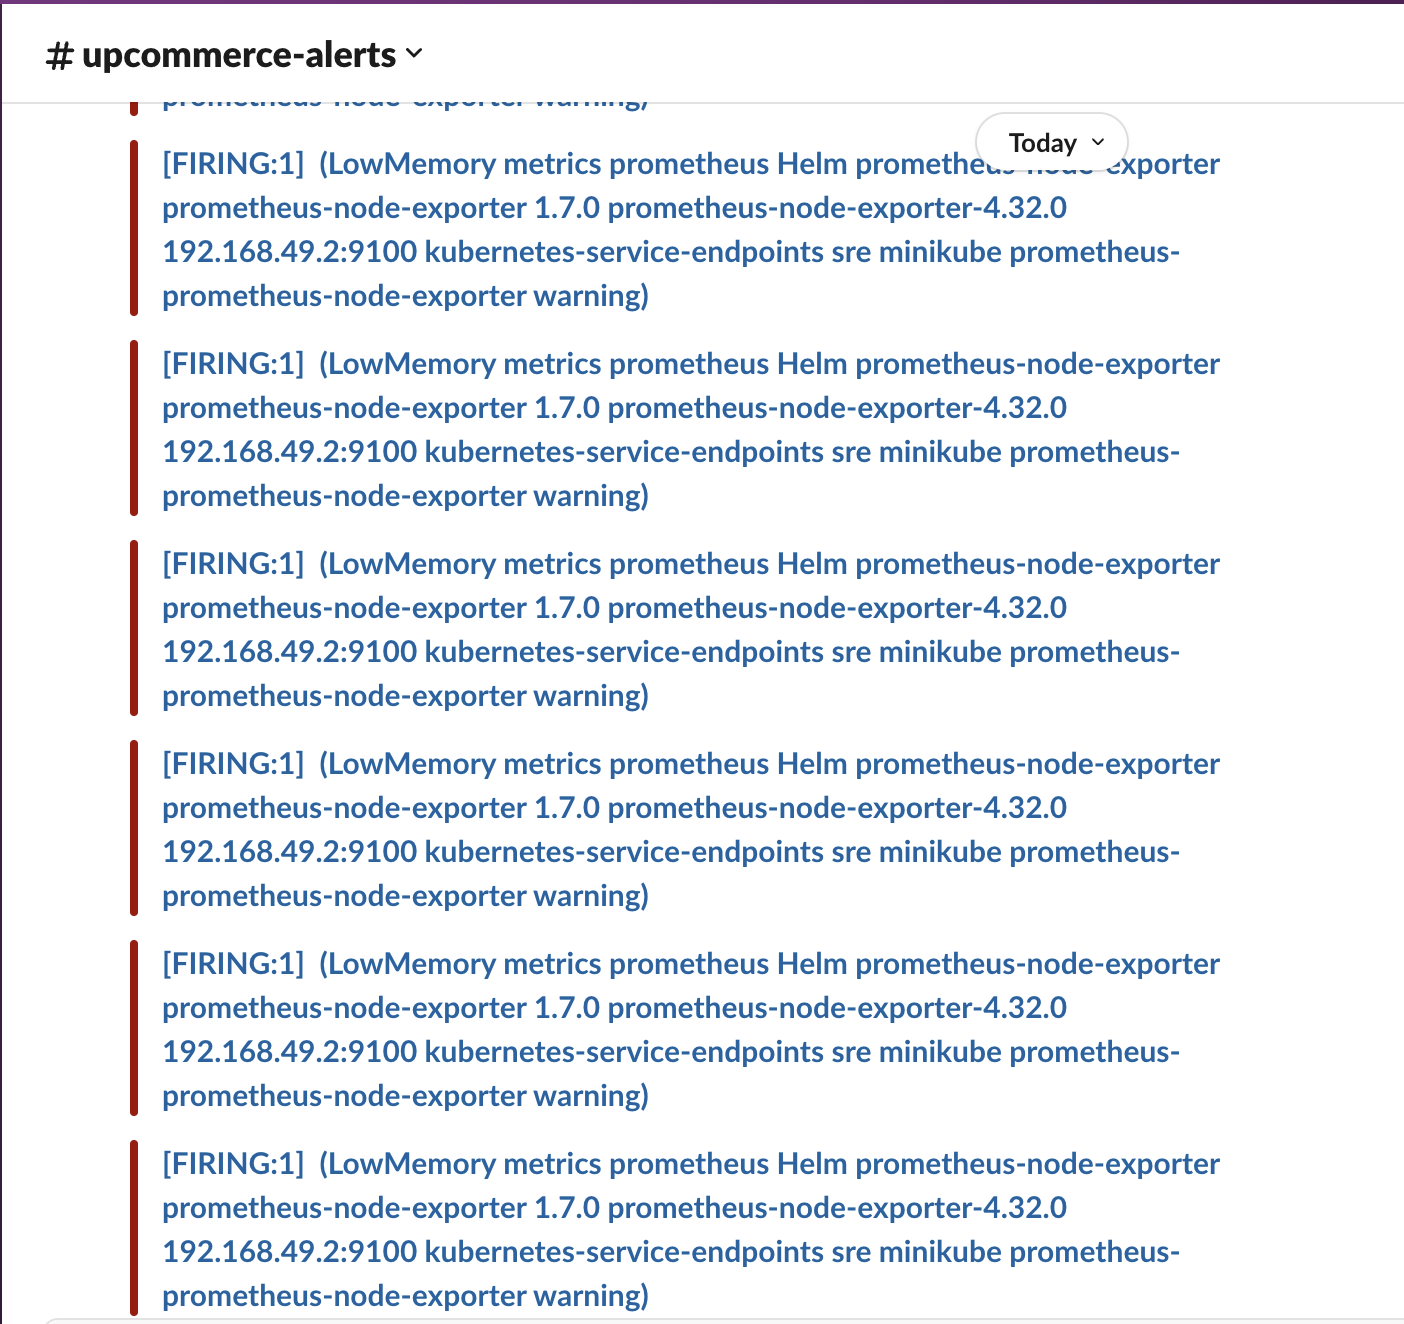 # upcommerce-alerts
prometheus-node-exporter warning)
Today
[FIRING:1] (LowMemory metrics prometheus Helm prometheus-node-exporter
prometheus-node-exporter 1.7.0 prometheus-node-exporter-4.32.0
192.168.49.2:9100 kubernetes-service-endpoints sre minikube prometheus-
prometheus-node-exporter warning)
[FIRING:1] (LowMemory metrics prometheus Helm prometheus-node-exporter
prometheus-node-exporter 1.7.0 prometheus-node-exporter-4.32.0
192.168.49.2:9100 kubernetes-service-endpoints sre minikube prometheus-
prometheus-node-exporter warning)
[FIRING:1] (LowMemory metrics prometheus Helm prometheus-node-exporter
prometheus-node-exporter 1.7.0 prometheus-node-exporter-4.32.0
192.168.49.2:9100 kubernetes-service-endpoints sre minikube prometheus-
prometheus-node-exporter warning)
[FIRING:1] (LowMemory metrics prometheus Helm prometheus-node-exporter
prometheus-node-exporter 1.7.0 prometheus-node-exporter-4.32.0
192.168.49.2:9100 kubernetes-service-endpoints sre minikube prometheus-
prometheus-node-exporter warning)
[FIRING:1] (LowMemory metrics prometheus Helm prometheus-node-exporter
prometheus-node-exporter 1.7.0 prometheus-node-exporter-4.32.0
192.168.49.2:9100 kubernetes-service-endpoints sre minikube prometheus-
prometheus-node-exporter warning)
[FIRING:1] (LowMemory metrics prometheus Helm prometheus-node-exporter
prometheus-node-exporter 1.7.0 prometheus-node-exporter-4.32.0
192.168.49.2:9100 kubernetes-service-endpoints sre minikube prometheus-
prometheus-node-exporter warning)